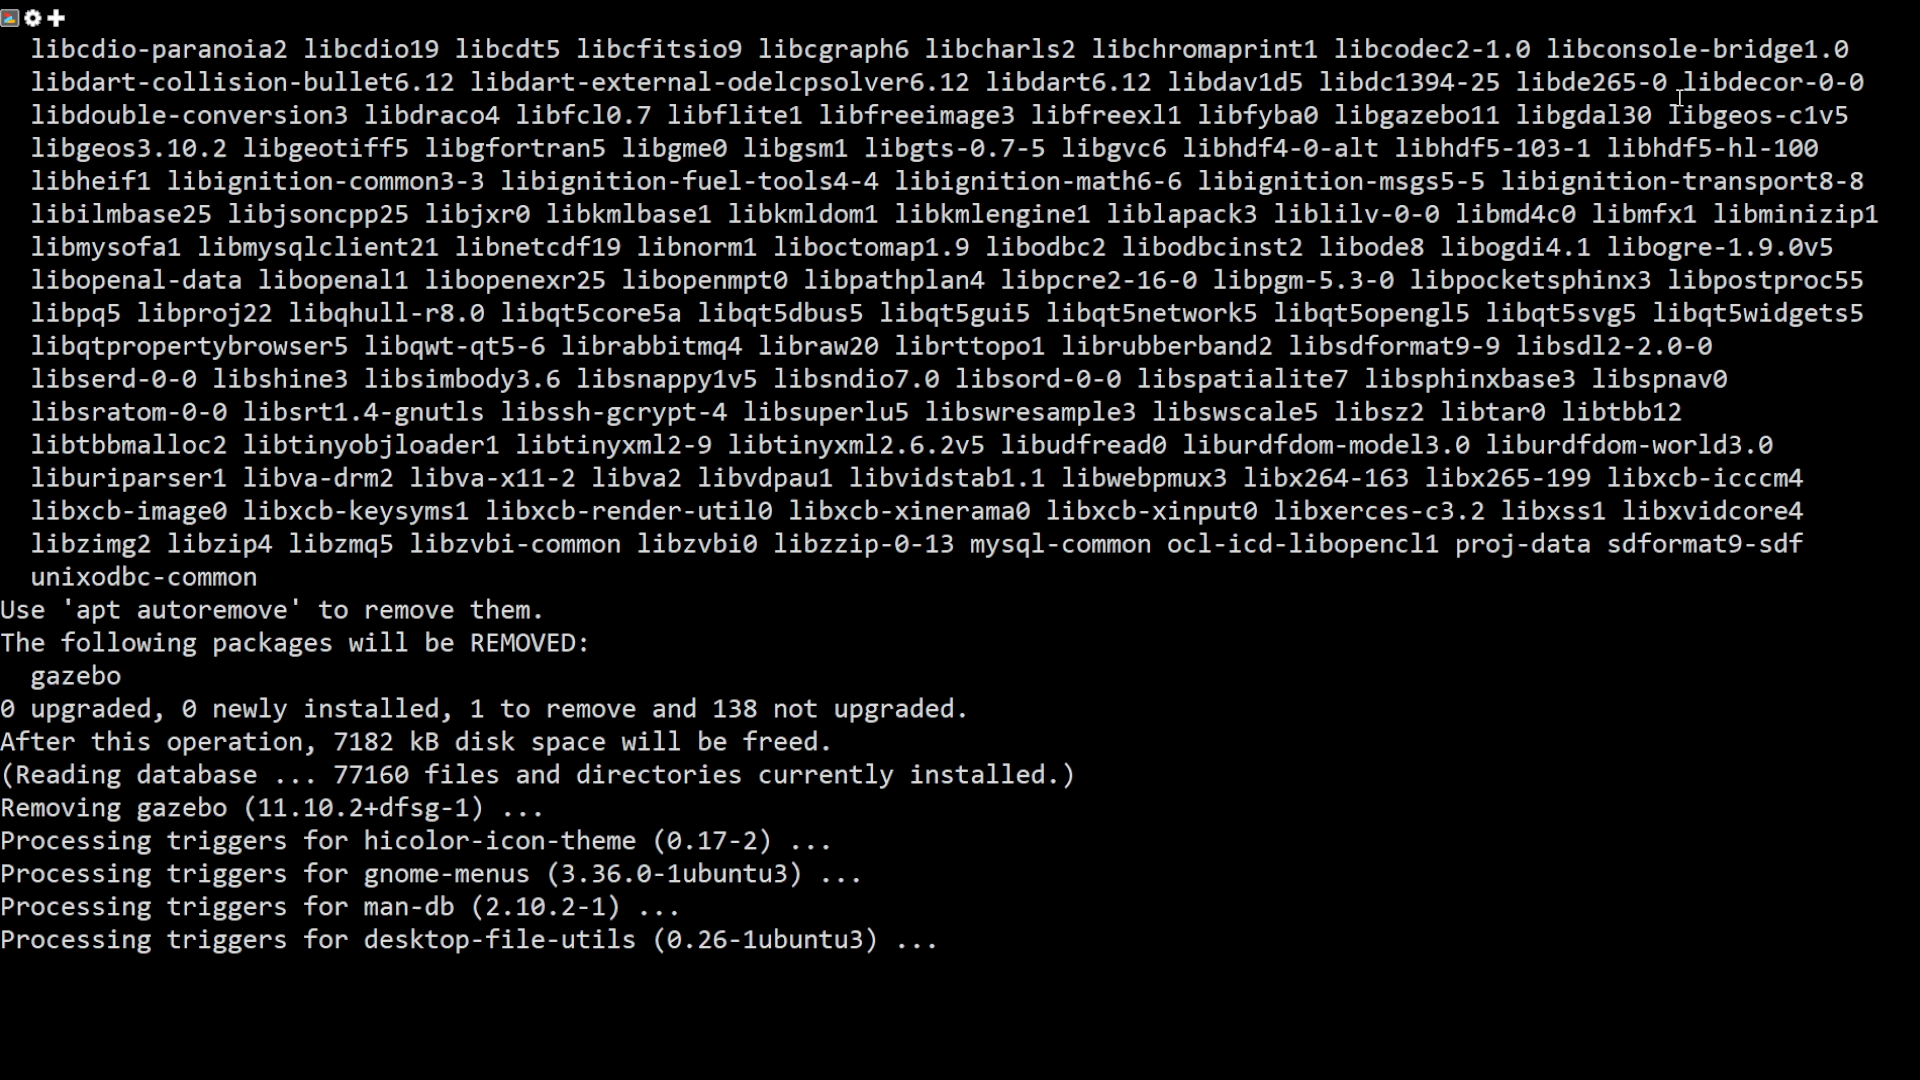 libcdio-paranoia2 libcdio19 libcdt5 libcfitsio9 libcgraph6 libcharls2 libchromaprint1 libcodec2-1.0 libconsole-bridge1.0
libdart-collision-bullet6.12 libdart-external-odelcpsolver6.12 libdart6.12 libdav1d5 libdc1394-25 libde265-0 libdecor-0-0
libdouble-conversion3 libdraco4 libfcl0.7 libflite1 libfreeimage3 libfreexl1 libfyba0 libgazebo11 libgdal30 libgeos-c1v5
libgeos3.10.2 libgeotiff5 libgfortran5 libgme0 libgsm1 libgts-0.7-5 libgvc6 libhdf4-0-alt libhdf5-103-1 libhdf5-hl-100
libheif1 libignition-common3-3 libignition-fuel-tools4-4 libignition-math6-6 libignition-msgs5-5 libignition-transport8-8
libilmbase25 libjsoncpp25 libjxr0 libkmlbase1 libkmldom1 libkmlengine1 liblapack3 liblilv-0-0 libmd4c0 libmfx1 libminizip1
libmysofa1 libmysqlclient21 libnetcdf19 libnorm1 liboctomap1.9 libodbc2 libodbcinst2 libode8 libogdi4.1 libogre-1.9.0v5
libopenal-data libopenal1 libopenexr25 libopenmpt0 libpathplan4 libpcre2-16-0 libpgm-5.3-0 libpocketsphinx3 libpostproc55
libpq5 libproj22 libqhull-r8.0 libqt5core5a libqt5dbus5 libqt5gui5 libqt5network5 libqt5opengl5 libqt5svg5 libqt5widgets5
libqtpropertybrowser5 libqwt-qt5-6 librabbitmq4 libraw20 librttopo1 librubberband2 libsdformat9-9 libsdl2-2.0-0
libserd-0-0 libshine3 libsimbody3.6 libsnappy1v5 libsndio7.0 libsord-0-0 libspatialite7 libsphinxbase3 libspnav0
libsratom-0-0 libsrt1.4-gnutls libssh-gcrypt-4 libsuperlu5 libswresample3 libswscale5 libsz2 libtar0 libtbb12
libtbbmalloc2 libtinyobjloader1 libtinyxml2-9 libtinyxml2.6.2v5 libudfread0 liburdfdom-model3.0 liburdfdom-world3.0
liburiparser1 libva-drm2 libva-x11-2 libva2 libvdpau1 libvidstab1.1 libwebpmux3 libx264-163 libx265-199 libxcb-icccm4
libxcb-image0 libxcb-keysyms1 libxcb-render-util0 libxcb-xinerama0 libxcb-xinput0 libxerces-c3.2 libxss1 libxvidcore4
libzimg2 libzip4 libzmq5 libzvbi-common libzvbi0 libzzip-0-13 mysql-common ocl-icd-libopencl1 proj-data sdformat9-sdf
unixodbc-common
Use 'apt autoremove' to remove them.
The following packages will be REMOVED:
gazebo
0 upgraded, 0 newly installed, 1 to remove and 138 not upgraded.
After this operation, 7182 kB disk space will be freed.
(Reading database ... 77160 files and directories currently installed.)
Removing gazebo (11.10.2+dfsg-1) ...
Processing triggers for hicolor-icon-theme (0.17-2) ...
Processing triggers for gnome-menus (3.36.0-1ubuntu3) ...
Processing triggers for man-db (2.10.2-1) ...
Processing triggers for desktop-file-utils (0.26-1ubuntu3) ...